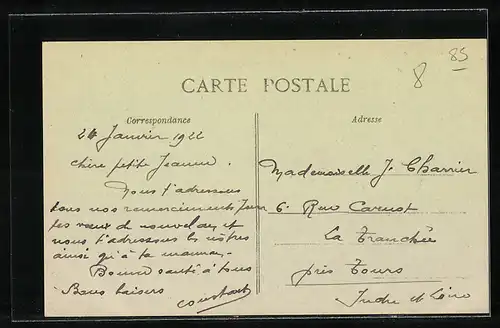 85
8
CARTE POSTALE
Correspondance
Adresse
24 Janvier 1922
Chère petite Jeanne.
Nous t'adressons
tous nos remerciements pour
tes vœux de nouvel an et
nous t'adressons les nôtres
ainsi qu'à ta maman.
Bonne santé à tous
Bons baisers
Constant
Mademoiselle J. Charrier
6. Rue Carnot
La Tranchée
près Tours
Indre et Loire